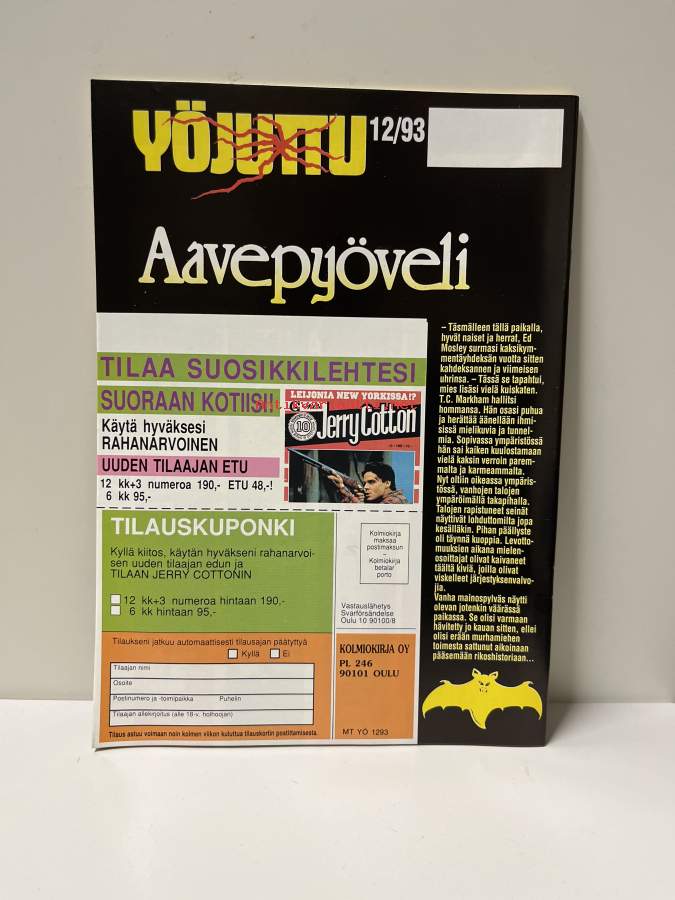 YÖJUTTU 12/93
Aavepyöveli
TILAA SUOSIKKILEHTESI
SUORAAN KOTIISI
Käytä hyväksesi
RAHANARVOINEN
UUDEN TILAAJAN ETU
12 kk+3 numeroa 190,- ETU 48,-!
6 kk 95,-
LEIJONIA NEW YORKISSA!?
10
Jerry Cotton
TILAUSKUPONKI
Kyllä kiitos, käytän hyväkseni rahanarvoi-
sen uuden tilaajan edun ja
TILAAN JERRY COTTONIN
12 kk+3 numeroa hintaan 190,-
6 kk hintaan 95,-
Kolmiokirja
maksaa
postimaksun
–
Kolmiokirja
betalar
porto
Vastauslähetys
Svarförsändelse
Oulu 10 90100/8
Tilaukseni jatkuu automaattisesti tilausajan päätyttyä
Kyllä Ei
Tilaajan nimi
Osoite
Postinumero ja -toimipaikka Puhelin
Tilaajan allekirjoitus (alle 18-v. holhoojan)
Tilaus astuu voimaan noin kolmen viikon kuluttua tilauskortin postittamisesta
KOLMIOKIRJA OY
PL 246
90101 OULU
MT YÖ 1293
– Täsmälleen tällä paikalla,
hyvät naiset ja herrat, Ed
Mosley surmasi kaksikym-
mentäyhdeksän vuotta sitten
kahdeksannen ja viimeisen
uhrinsa. – Tässä se tapahtui,
mies lisäsi vielä kuiskaten.
T.C. Markham hallitsi
hommansa. Hän osasi puhua
ja herättää äänellään ihmi-
sissä mielikuvia ja tunnel-
mia. Sopivassa ympäristössä
hän sai kaiken kuulostamaan
vielä kaksin verroin parem-
malta ja karmeammalta.
Nyt oltiin oikeassa ympäris-
tössä, vanhojen talojen
ympäröimällä takapihalla.
Talojen rapistuneet seinät
näyttivät lohduttomilta jopa
kesälläkin. Pihan päällyste
oli täynnä kuoppia. Levotto-
muuksien aikana mielen-
osoittajat olivat kaivaneet
täältä kiviä, joilla olivat
viskelleet järjestyksenvalvo-
jia.
Vanha mainospylväs näytti
olevan jotenkin väärässä
paikassa. Se olisi varmaan
hävitetty jo kauan sitten, ellei
olisi erään murhamiehen
toimesta sattunut aikoinaan
pääsemään rikoshistoriaan...